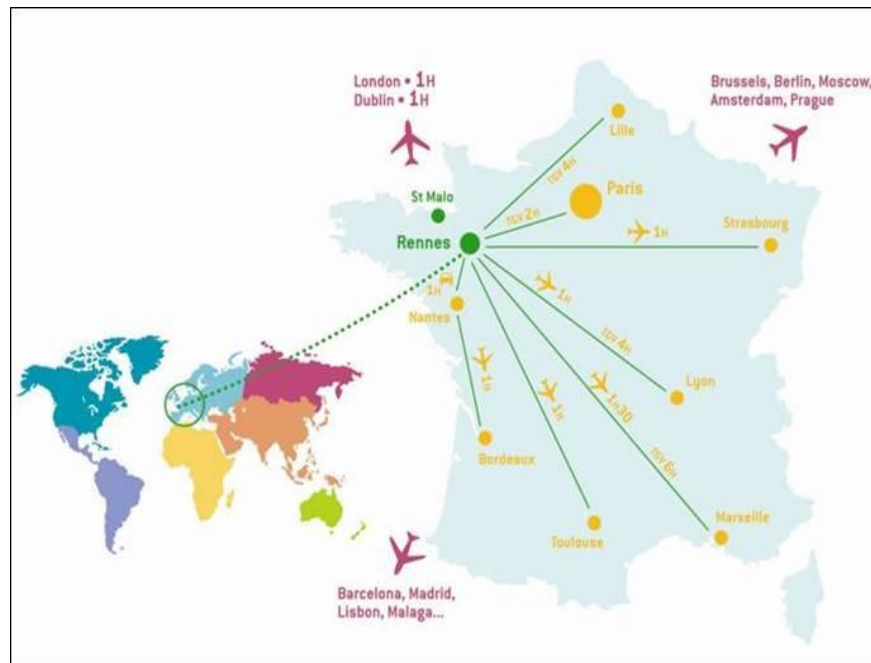 London • 1H
Dublin • 1H
Brussels, Berlin, Moscow,
Amsterdam, Prague
Lille
TGV 4H
Paris
St Malo
TGV 2H
Strasbourg
Rennes
1H
1H
1H
Nantes
TGV 4H
1H
1H
1H30
Lyon
Bordeaux
TGV 6H
Marseille
Toulouse
Barcelona, Madrid,
Lisbon, Malaga...